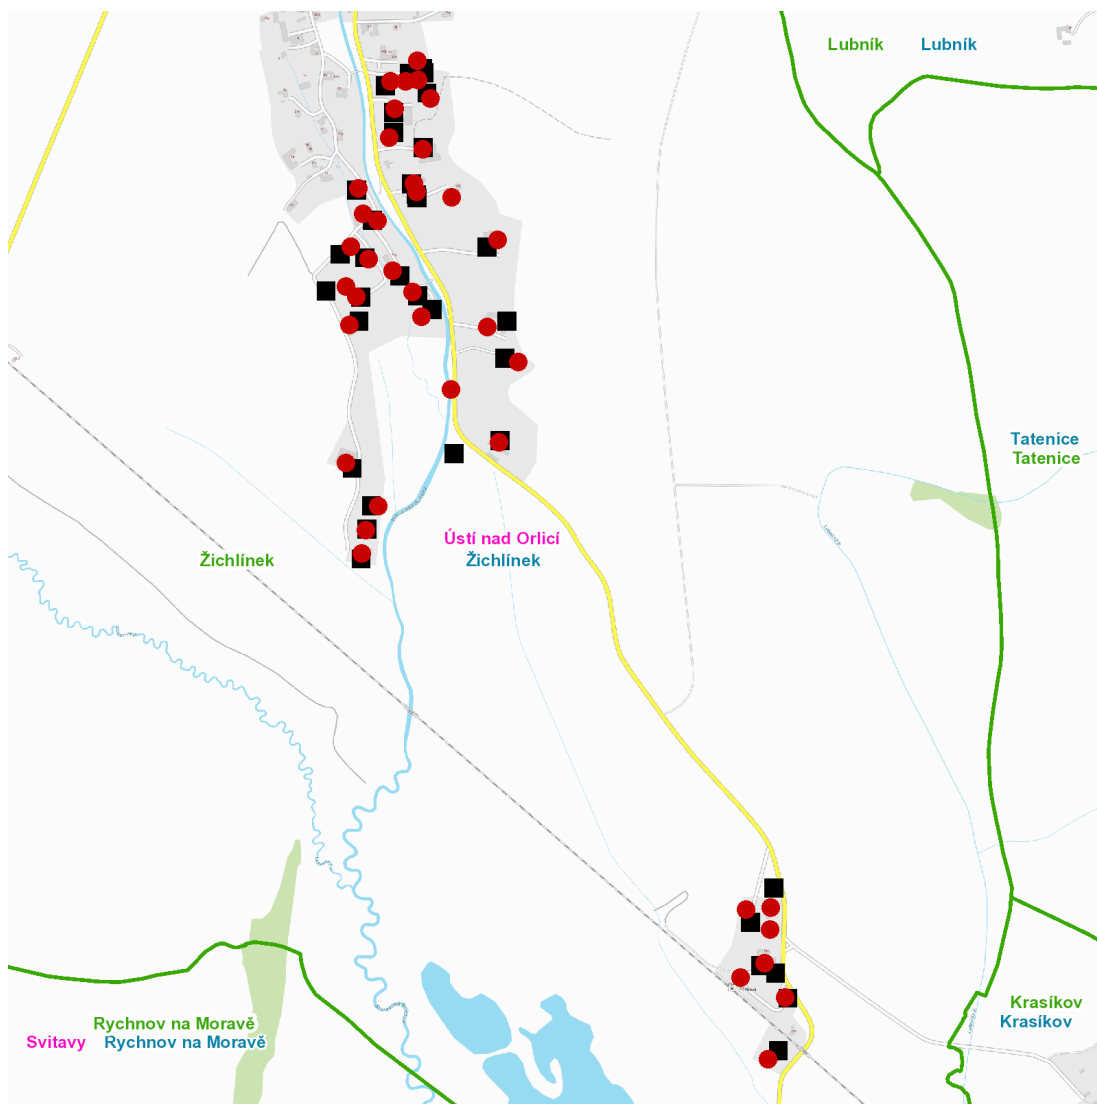 Lubník Lubník
Tatenice
Tatenice
Ústí nad Orlicí
Žichlínek
Žichlínek
Krasíkov
Krasíkov
Rychnov na Moravě
Svitavy Rychnov na Moravě